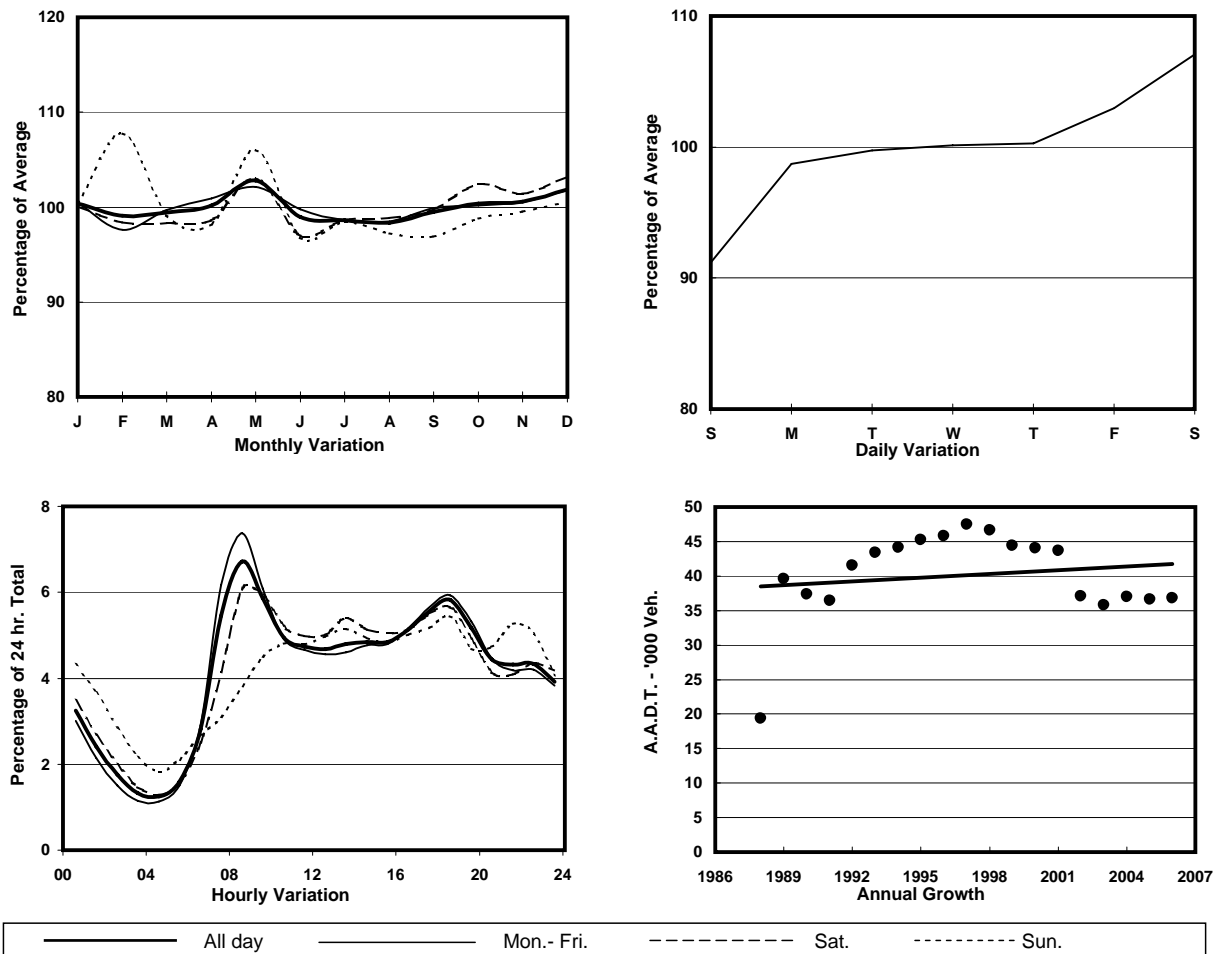 120
110
100
90
80
Percentage of Average
J F M A M J J A S O N D
Monthly Variation
110
100
90
80
Percentage of Average
S M T W T F S
Daily Variation
8
6
4
2
0
Percentage of 24 hr. Total
00 04 08 12 16 20 24
Hourly Variation
50
45
40
35
30
25
20
15
10
5
0
A.A.D.T. - '000 Veh.
1986 1989 1992 1995 1998 2001 2004 2007
Annual Growth
All day Mon.- Fri. Sat. Sun.